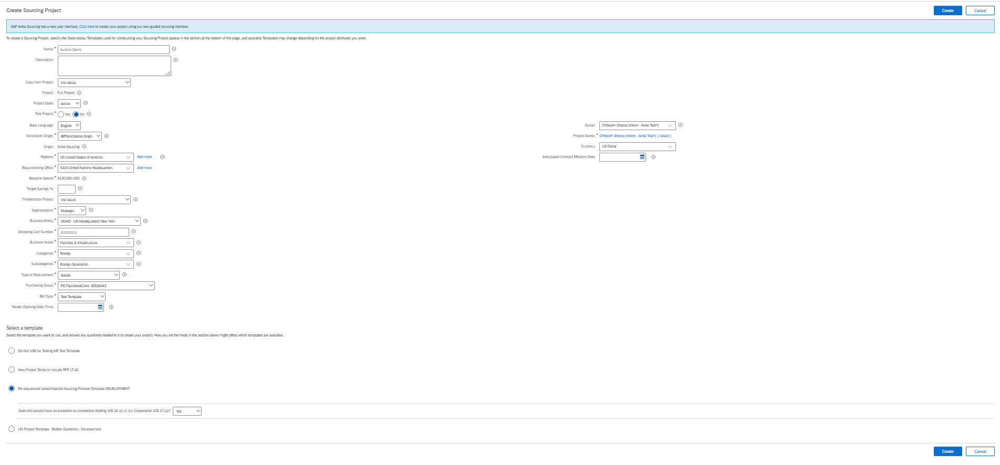 Create Sourcing Project
Create
Cancel
SAP Ariba Sourcing has a new user interface, Click here to create your project using our new guided sourcing interface.
To create a Sourcing Project, specify the fields below. Templates used for constructing your Sourcing Project appear in the section at the bottom of the page, and available Templates may change depending on the project attributes you enter.
Name: * Auction Demo
Description:
Copy from Project: (no value)
Project: Full Project
Project State: Active
Test Project: * Yes No
Base Language: English
Owner: Chhejom Sherpa (Intern - Ariba Team)
Solicitation Origin: * IBPSolicitation Origin
Project Owner: * Chhejom Sherpa (Intern - Ariba Team) [ select ]
Origin: Ariba Sourcing
Currency: US Dollar
Regions: * US United States of America Add more
Anticipated Contract Effective Date:
Requisitioning Office: * S100 United Nations Headquarters Add more
Baseline Spend: * $130,000 USD
Target Savings %:
Predecessor Project: (no value)
Segmentation: * Strategic
Business Entity: * UNHQ - UN Headquarters New York
Shopping Cart Number: * 1111111111
Business Areas: * Facilities & Infrastructure
Categories: * Energy
Subcategories: * Energy Generation
Type of Requirement: * Goods
Purchasing Group: * PD Facilities&Cons- 50028442
Bid Type: * Test Template
Tender Opening Date /Time:
Select a template
Select the template you want to use, and answer any questions related to it to create your project. How you set the fields in the section above might affect which templates are available.
Do Not USE for Testing WF Test Template
New Project Templ to include RFP LT AC
Re-sequenced United Nations Sourcing Process Template DEVELOPMENT
Does this project have an exception to competitive bidding 105.16 (a) (i)-(ix) Cooperation 105.17 (a)? Yes
UN Project Template - Bidder Questions - Development
Create
Cancel